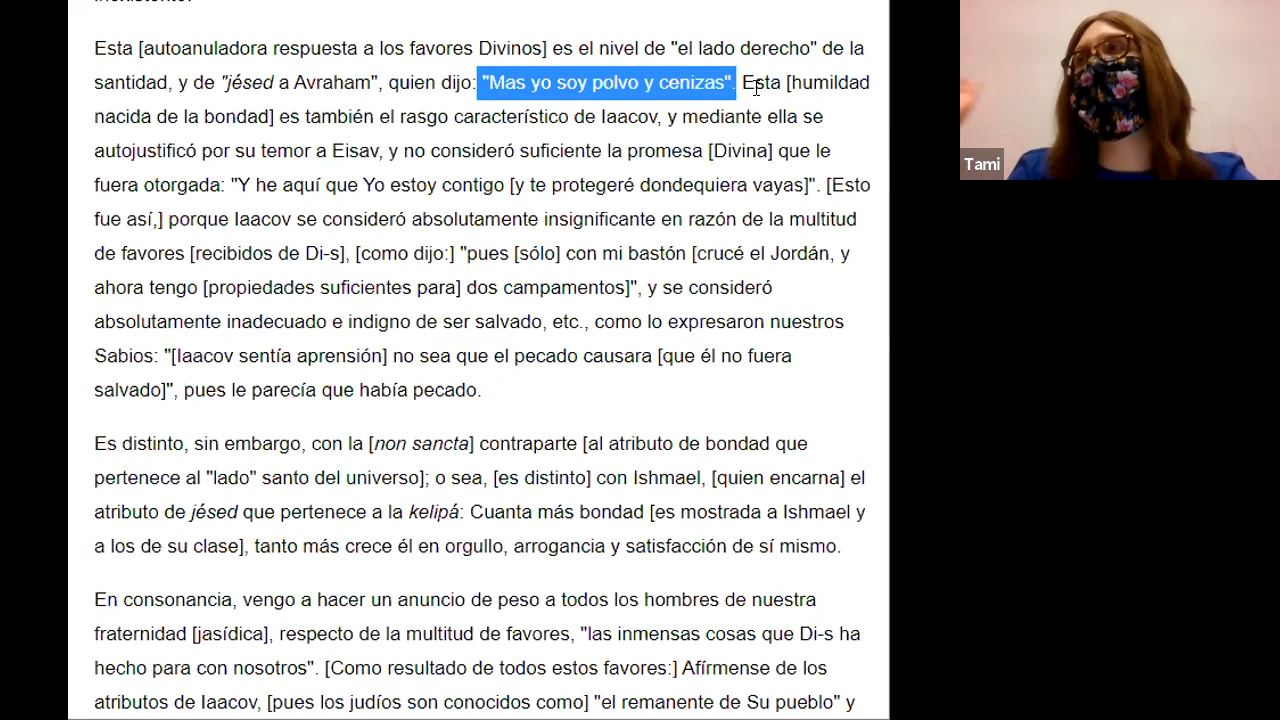 Esta [autoanuladora respuesta a los favores Divinos] es el nivel de "el lado derecho" de la
santidad, y de "jésed a Avraham", quien dijo: "Mas yo soy polvo y cenizas". Esta [humildad
nacida de la bondad] es también el rasgo característico de Iaacov, y mediante ella se
autojustificó por su temor a Eisav, y no consideró suficiente la promesa [Divina] que le
fuera otorgada: "Y he aquí que Yo estoy contigo [y te protegeré dondequiera vayas]". [Esto
fue así,] porque Iaacov se consideró absolutamente insignificante en razón de la multitud
de favores [recibidos de Di-s], [como dijo:] "pues [sólo] con mi bastón [crucé el Jordán, y
ahora tengo [propiedades suficientes para] dos campamentos]", y se consideró
absolutamente inadecuado e indigno de ser salvado, etc., como lo expresaron nuestros
Sabios: "[Iaacov sentía aprensión] no sea que el pecado causara [que él no fuera
salvado]", pues le parecía que había pecado.
Es distinto, sin embargo, con la [non sancta] contraparte [al atributo de bondad que
pertenece al "lado" santo del universo]; o sea, [es distinto] con Ishmael, [quien encarna] el
atributo de jésed que pertenece a la kelipá: Cuanta más bondad [es mostrada a Ishmael y
a los de su clase], tanto más crece él en orgullo, arrogancia y satisfacción de sí mismo.
En consonancia, vengo a hacer un anuncio de peso a todos los hombres de nuestra
fraternidad [jasídica], respecto de la multitud de favores, "las inmensas cosas que Di-s ha
hecho para con nosotros". [Como resultado de todos estos favores:] Afírmense de los
atributos de Iaacov, [pues los judíos son conocidos como] "el remanente de Su pueblo" y
Tami